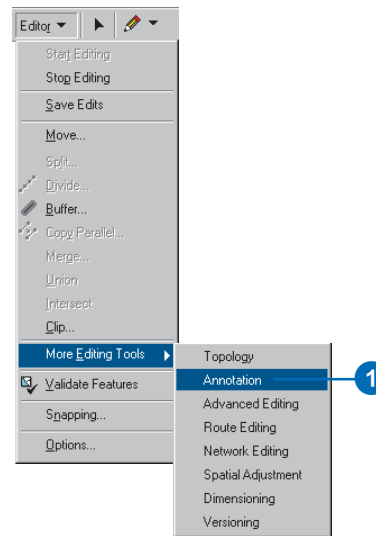 Editor
Start Editing
Stop Editing
Save Edits
Move...
Split...
Divide...
Buffer...
Copy Parallel...
Merge...
Union
Intersect
Clip...
More Editing Tools
Validate Features
Snapping...
Options...
Topology
Annotation
1
Advanced Editing
Route Editing
Network Editing
Spatial Adjustment
Dimensioning
Versioning